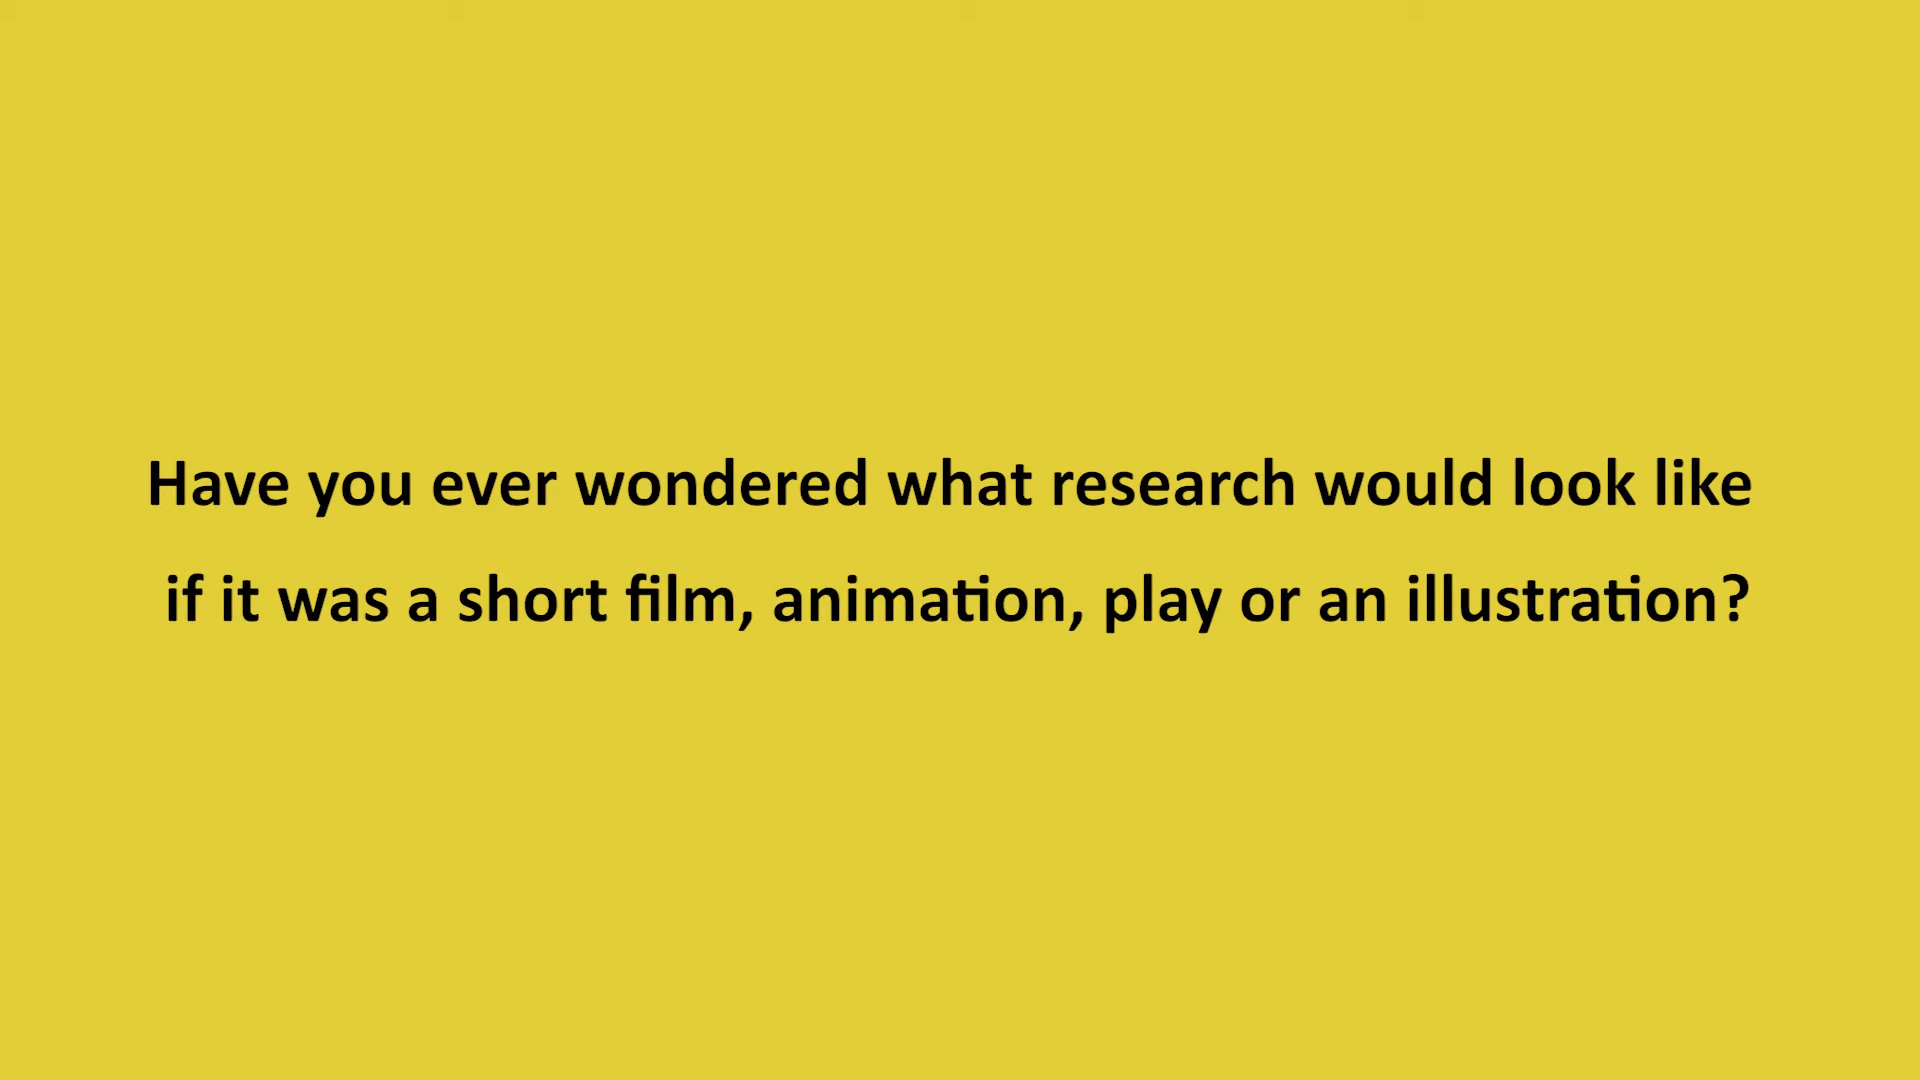 Have you ever wondered what research would look like
if it was a short film, animation, play or an illustration?